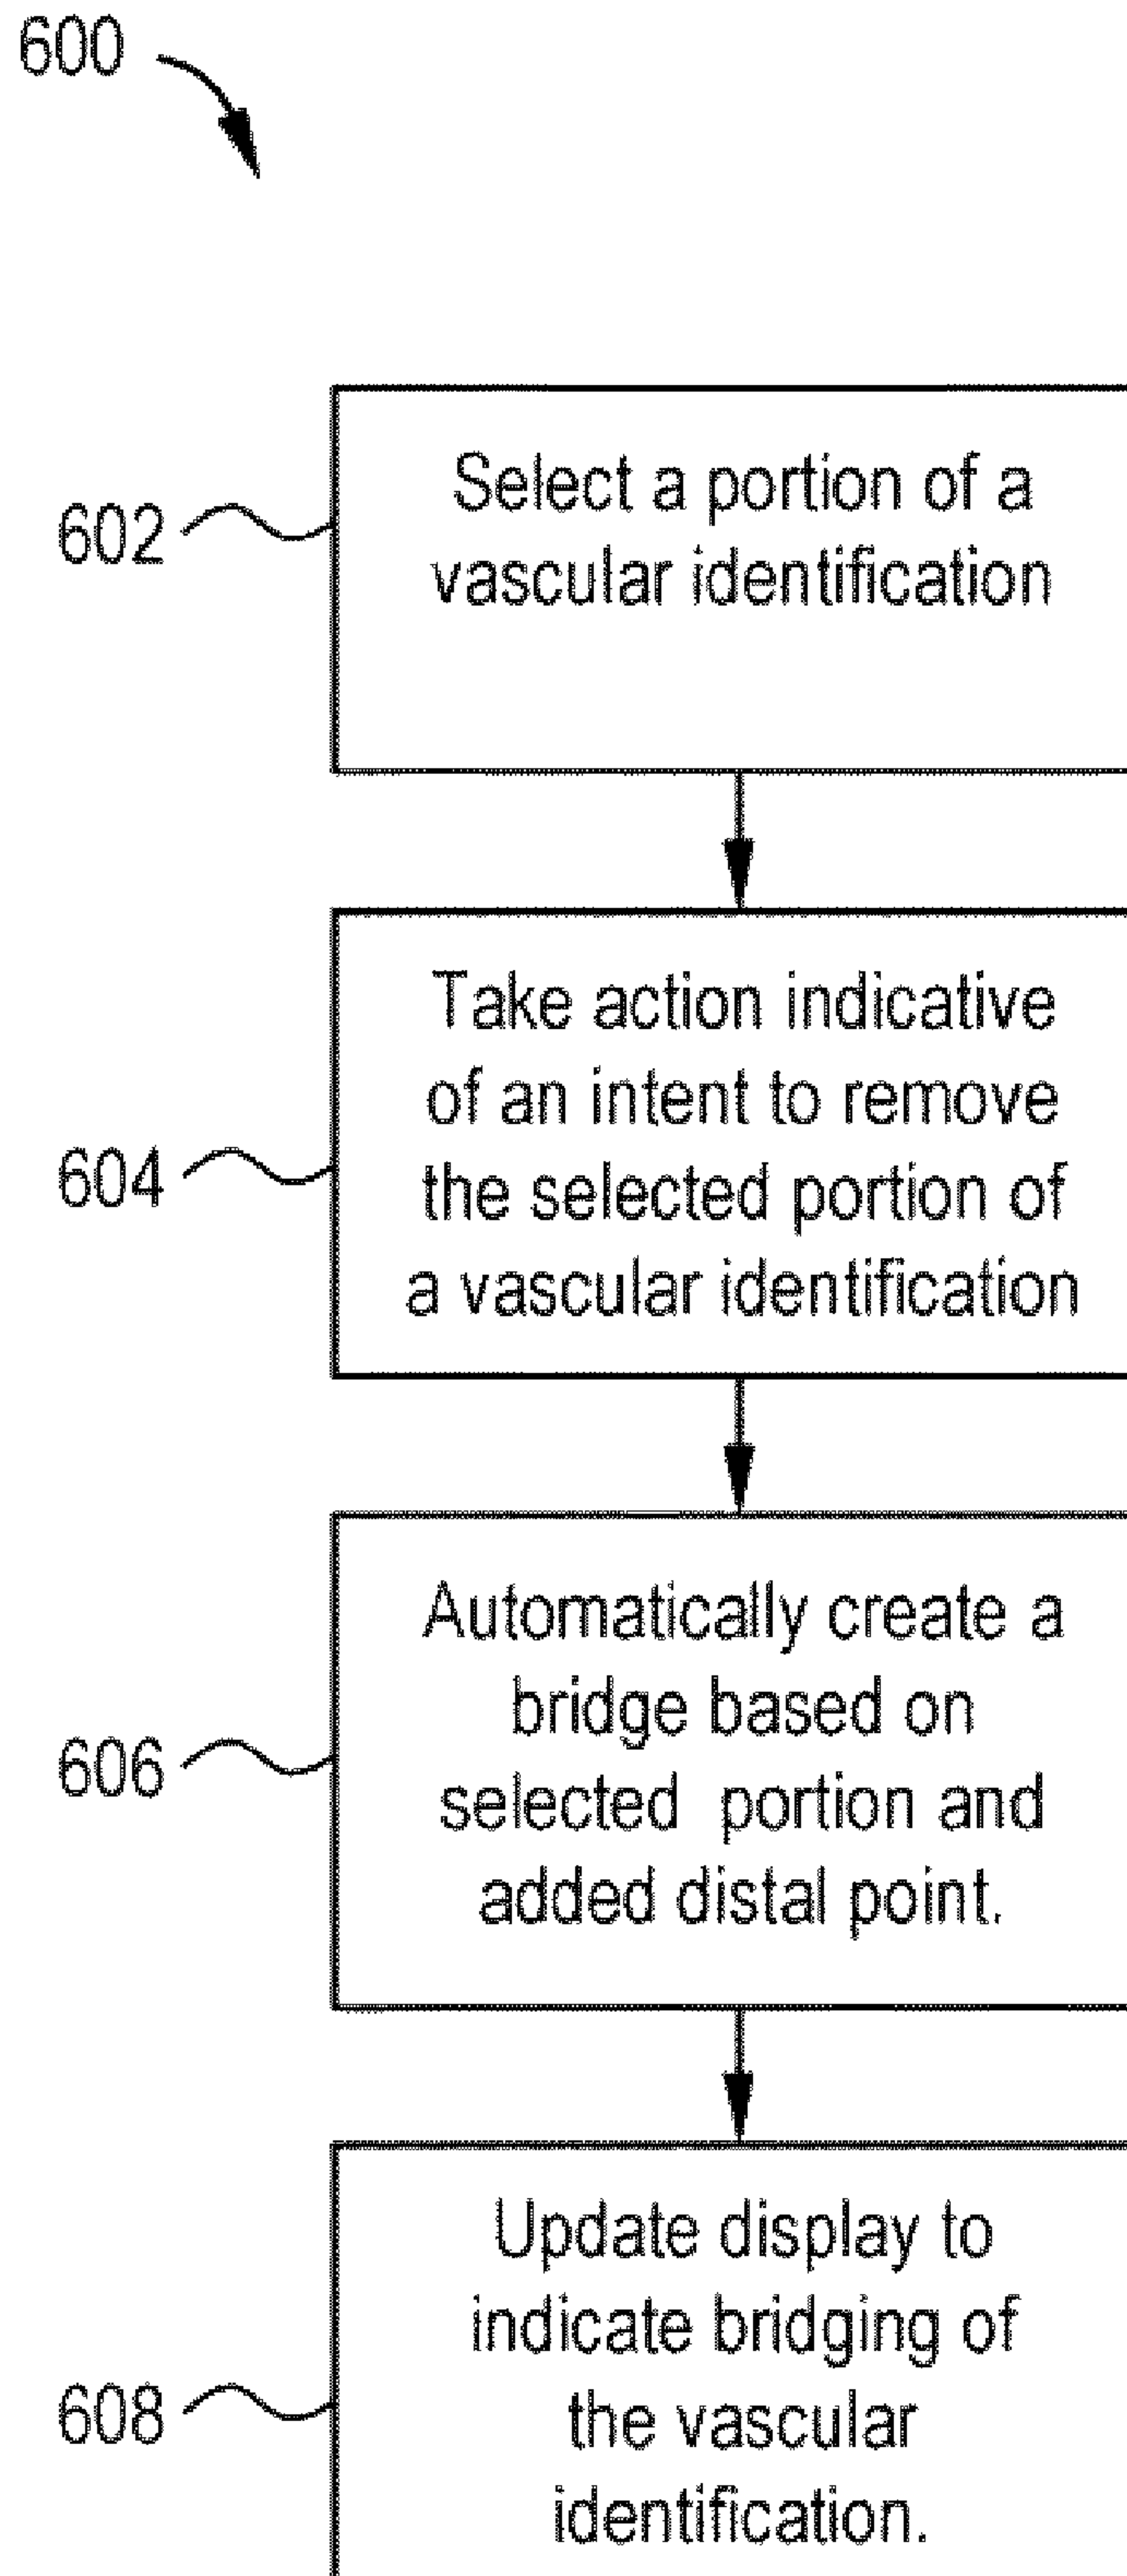 600
602
Select a portion of a
vascular identification
604
Take action indicative
of an intent to remove
the selected portion of
a vascular identification
606
Automatically create a
bridge based on
selected portion and
added distal point.
608
Update display to
indicate bridging of
the vascular
identification.